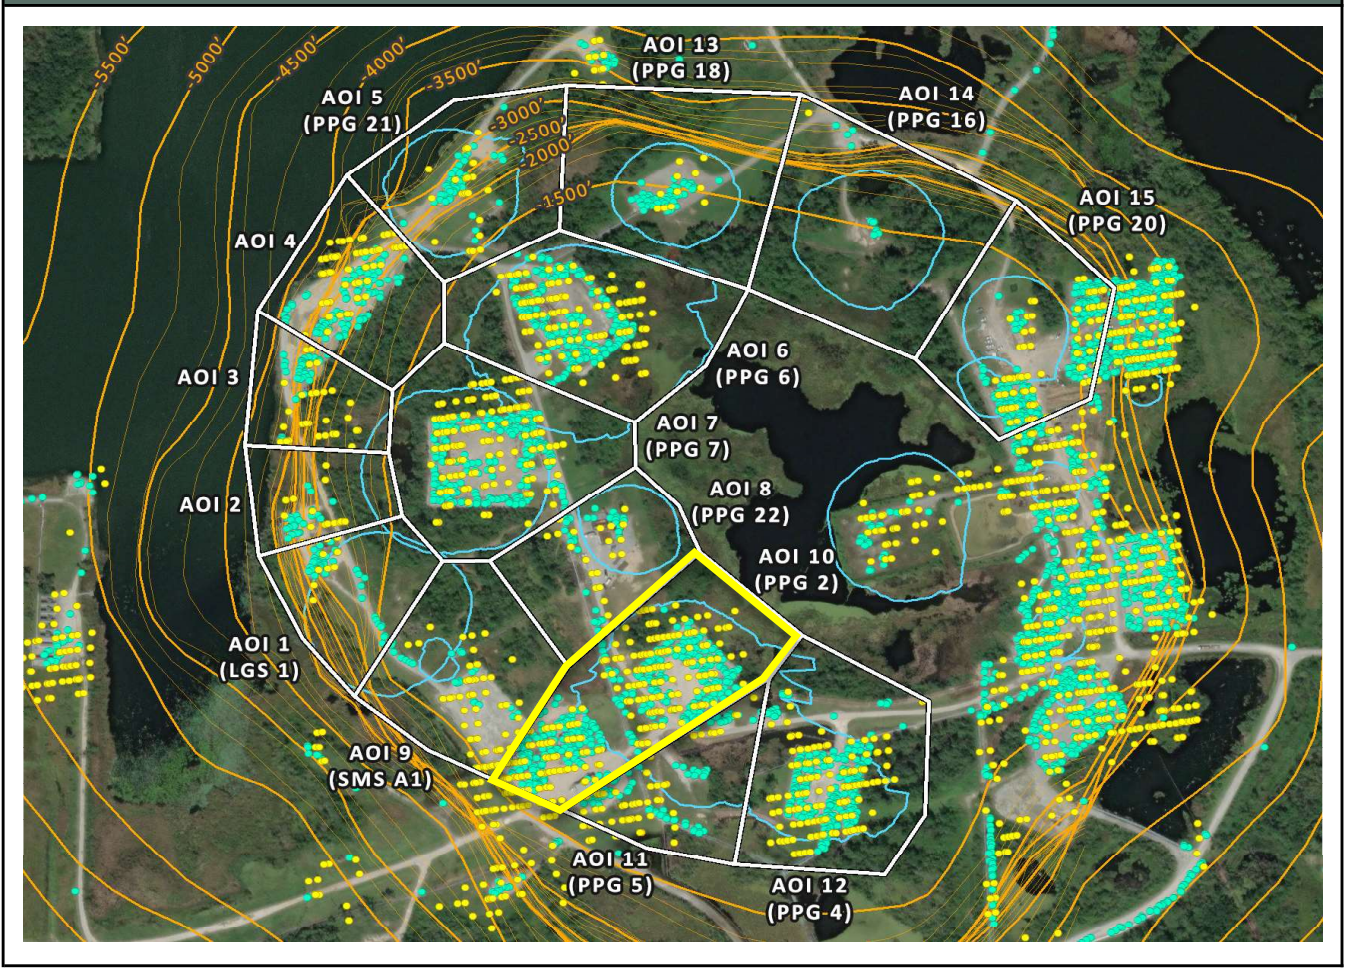 -5500'
-5000'
-4500'
-4000'
-3500'
-3000'
-2500'
-2000'
-1500'
AOI 13
(PPG 18)
AOI 5
(PPG 21)
AOI 14
(PPG 16)
AOI 15
(PPG 20)
AOI 4
AOI 6
(PPG 6)
AOI 3
AOI 7
(PPG 7)
AOI 8
(PPG 22)
AOI 2
AOI 10
(PPG 2)
AOI 1
(LGS 1)
AOI 9
(SMS A1)
AOI 11
(PPG 5)
AOI 12
(PPG 4)